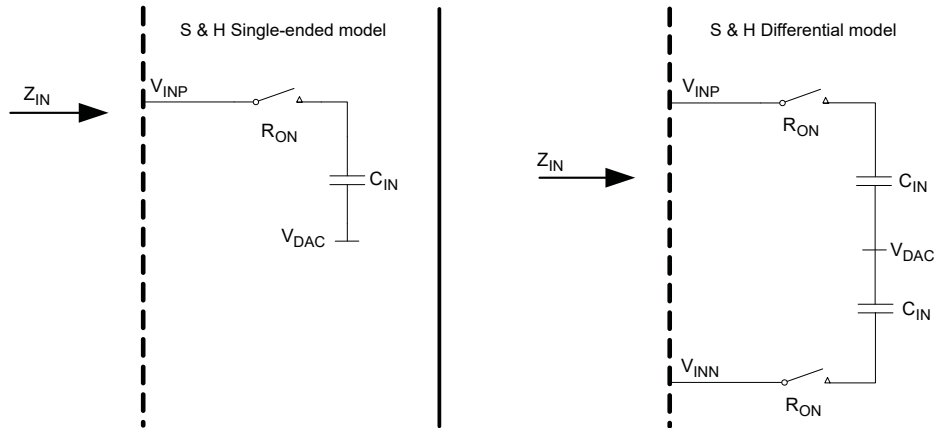 S & H Single-ended model
Z_IN
V_INP
R_ON
C_IN
V_DAC
S & H Differential model
Z_IN
V_INP
R_ON
C_IN
V_DAC
C_IN
V_INN
R_ON